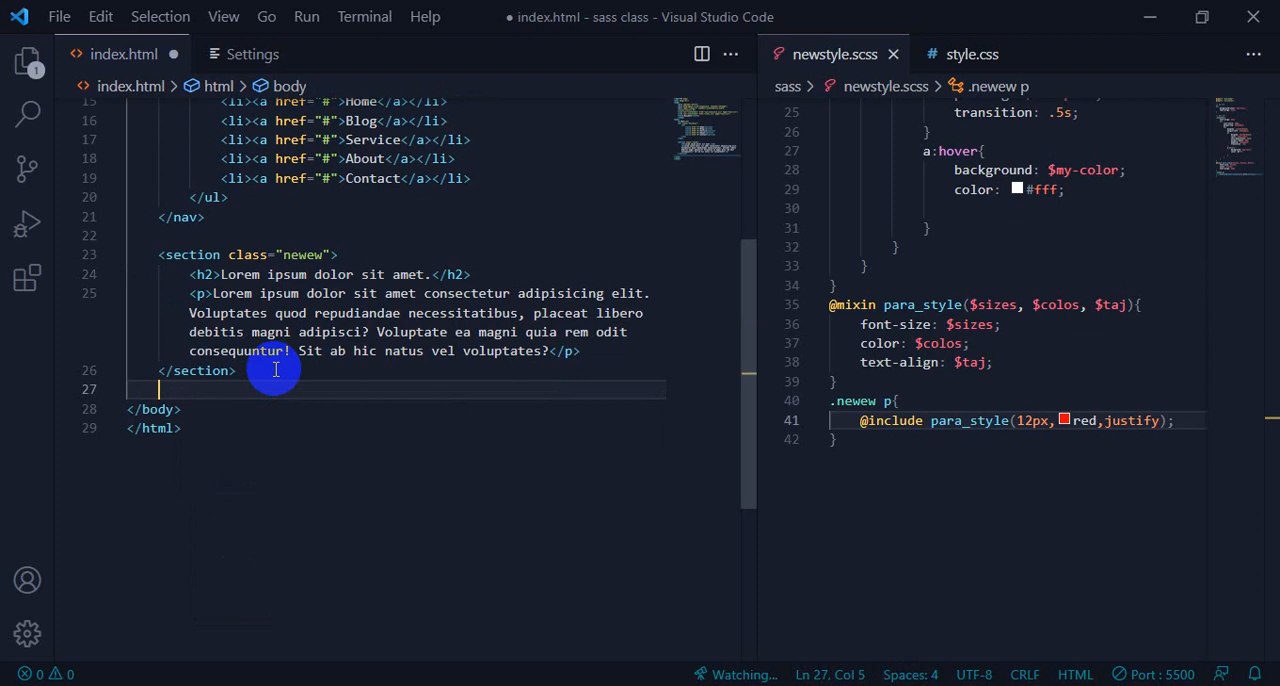 File Edit Selection View Go Run Terminal Help ● index.html - sass class - Visual Studio Code
<> index.html ● Settings
newstyle.scss × # style.css
<> index.html > html > body
sass > newstyle.scss > .newew p
15 <li><a href="#">Home</a></li>
16 <li><a href="#">Blog</a></li>
17 <li><a href="#">Service</a></li>
18 <li><a href="#">About</a></li>
19 <li><a href="#">Contact</a></li>
20 </ul>
21 </nav>
22
23 <section class="newew">
24 <h2>Lorem ipsum dolor sit amet.</h2>
25 <p>Lorem ipsum dolor sit amet consectetur adipisicing elit.
Voluptates quod repudiandae necessitatibus, placeat libero
debitis magni adipisci? Voluptate ea magni quia rem odit
consequuntur! Sit ab hic natus vel voluptates?</p>
26 </section>
27
28 </body>
29 </html>
25 transition: .5s;
26 }
27 a:hover{
28 background: $my-color;
29 color: #fff;
30
31 }
32 }
33 }
34 }
35 @mixin para_style($sizes, $colos, $taj){
36 font-size: $sizes;
37 color: $colos;
38 text-align: $taj;
39 }
40 .newew p{
41 @include para_style(12px,red,justify);
42 }
1
0 0 Watching... Ln 27, Col 5 Spaces: 4 UTF-8 CRLF HTML Port : 5500